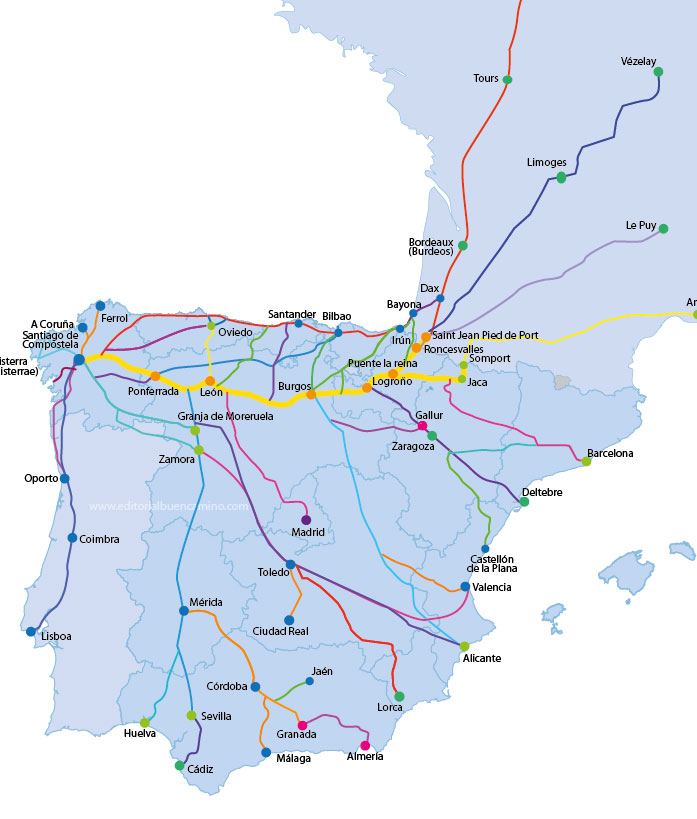 Vézelay
Tours
Limoges
Le Puy
Bordeaux
(Burdeos)
Dax
Bayona
Ferrol
Santander
Bilbao
A Coruña
Santiago de
Compostela
Oviedo
Irún
Saint Jean Pied de Port
Roncesvalles
Somport
isterra
isterrae)
Puente la reina
Ponferrada
León
Burgos
Logroño
Jaca
Granja de Moreruela
Gallur
Zaragoza
Zamora
Barcelona
Oporto
Deltebre
www.editorialbuencamino.com
Madrid
Coimbra
Castellón
de la Plana
Toledo
Valencia
Mérida
Ciudad Real
Lisboa
Alicante
Jaén
Córdoba
Lorca
Sevilla
Huelva
Granada
Almería
Málaga
Cádiz